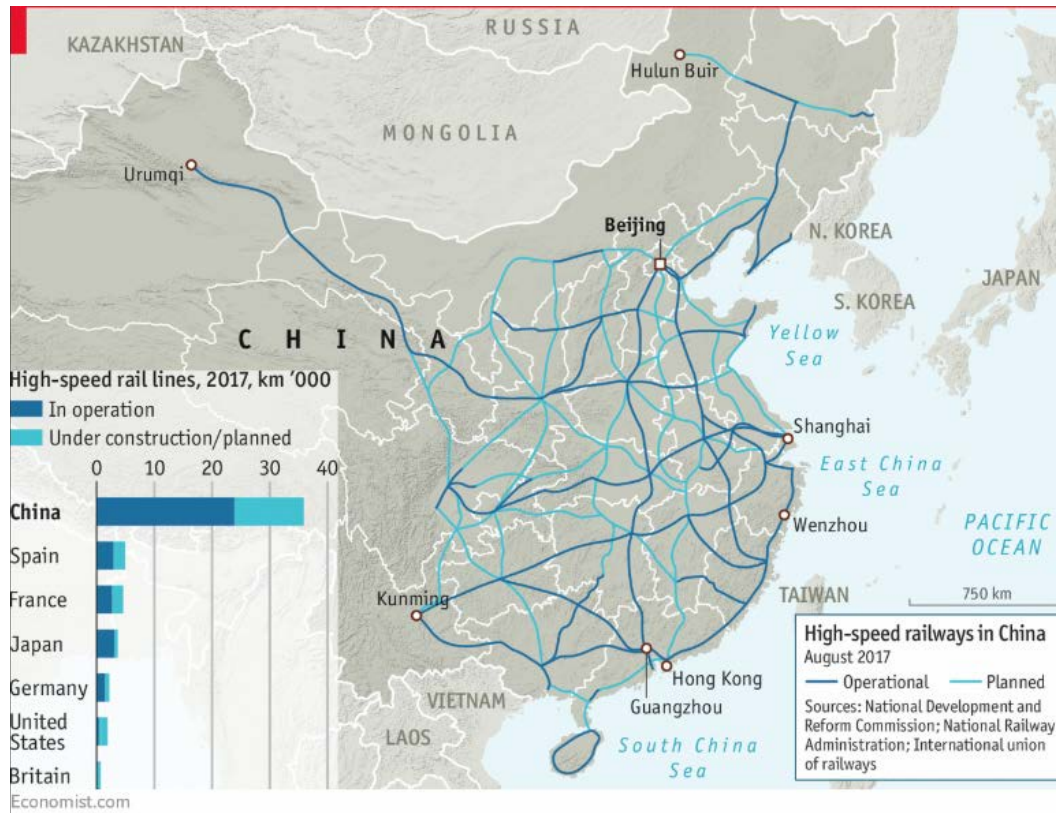 RUSSIA
KAZAKHSTAN
Hulun Buir
MONGOLIA
Urumqi
Beijing
N. KOREA
JAPAN
S. KOREA
CHINA
Yellow
Sea
High-speed rail lines, 2017, km ’000
In operation
Under construction/planned
0 10 20 30 40
China
Spain
France
Japan
Germany
United
States
Britain
Shanghai
East China
Sea
Wenzhou
PACIFIC
OCEAN
Kunming
TAIWAN
750 km
Hong Kong
Guangzhou
VIETNAM
LAOS
South China
Sea
High-speed railways in China
August 2017
Operational Planned
Sources: National Development and
Reform Commission; National Railway
Administration; International union
of railways
Economist.com